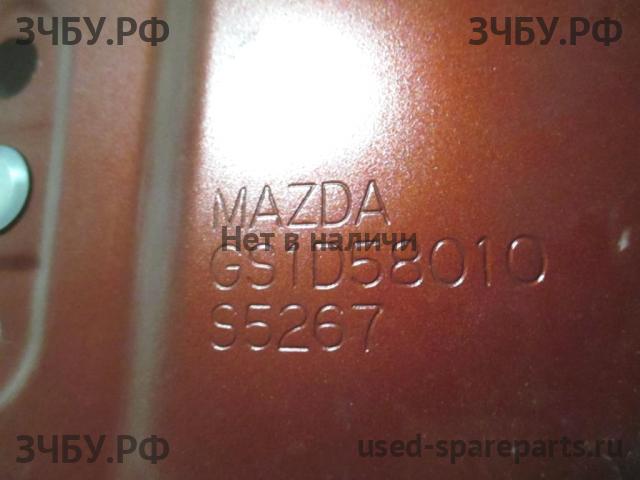 ЗЧБУ.РФ ЗЧБУ.РФ
MAZDA
Нет в наличи
GS1D58010
S5267
ЗЧБУ.РФ used-spareparts.ru